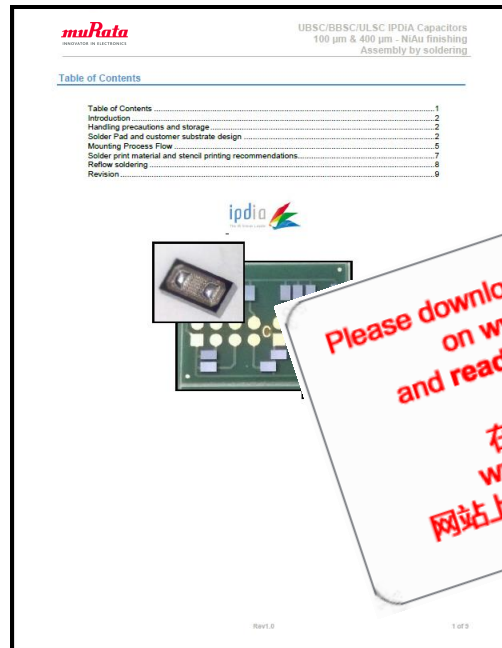 muRata
INNOVATOR IN ELECTRONICS
UBSC/BBSC/ULSC IPDiA Capacitors
100 µm & 400 µm - NiAu finishing
Assembly by soldering
Table of Contents
Table of Contents 1
Introduction 2
Handling precautions and storage 2
Solder Pad and customer substrate design 2
Mounting Process Flow 5
Solder print material and stencil printing recommendations 7
Reflow soldering 8
Revision 9
ipdia
Please downlo
on w
and read
在
w
网站上
Rev1.0 1 of 9